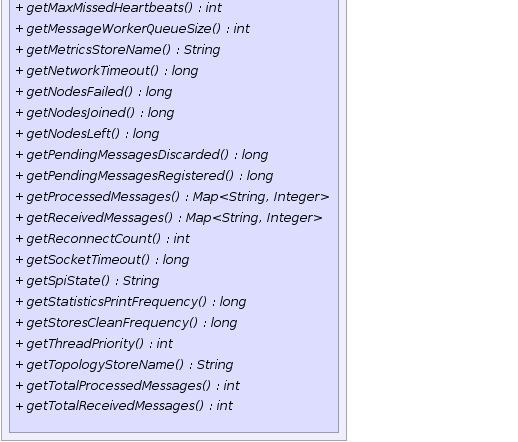 + getMaxMissedHeartbeats() : int
+ getMessageWorkerQueueSize() : int
+ getMetricsStoreName() : String
+ getNetworkTimeout() : long
+ getNodesFailed() : long
+ getNodesJoined() : long
+ getNodesLeft() : long
+ getPendingMessagesDiscarded() : long
+ getPendingMessagesRegistered() : long
+ getProcessedMessages() : Map<String, Integer>
+ getReceivedMessages() : Map<String, Integer>
+ getReconnectCount() : int
+ getSocketTimeout() : long
+ getSpiState() : String
+ getStatisticsPrintFrequency() : long
+ getStoresCleanFrequency() : long
+ getThreadPriority() : int
+ getTopologyStoreName() : String
+ getTotalProcessedMessages() : int
+ getTotalReceivedMessages() : int